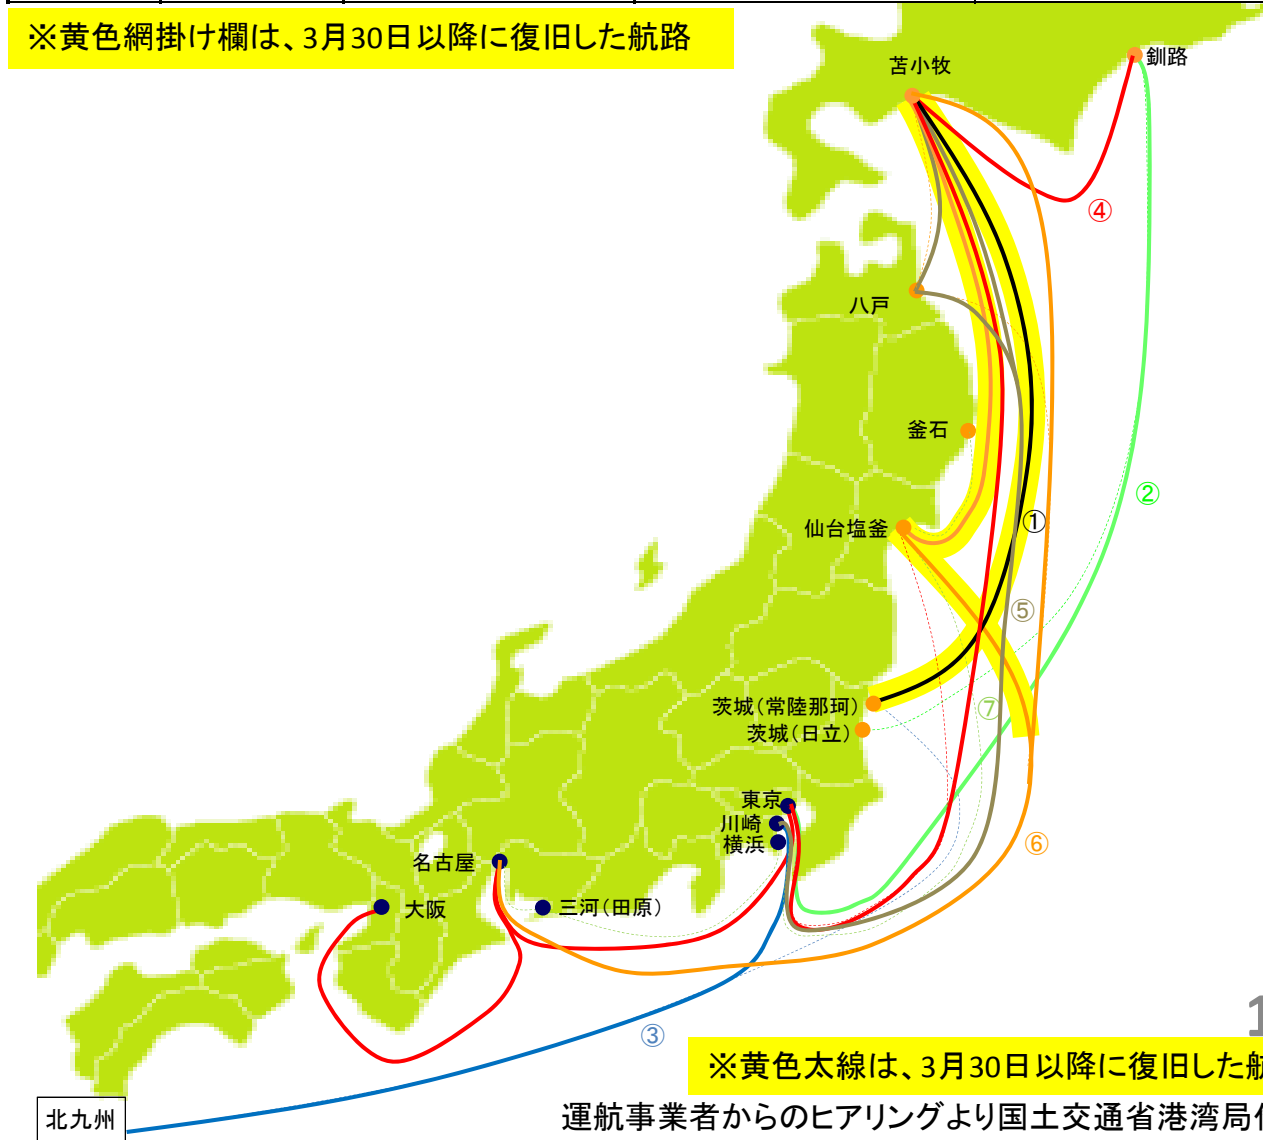 ※黄色網掛け欄は、3月30日以降に復旧した航路
釧路
苫小牧
④
八戸
釜石
②
①
仙台塩釜
⑤
茨城(常陸那珂)
⑦
茨城(日立)
東京
川崎
横浜
⑥
名古屋
大阪
三河(田原)
③
※黄色太線は、3月30日以降に復旧した
北九州
運航事業者からのヒアリングより国土交通省港湾局